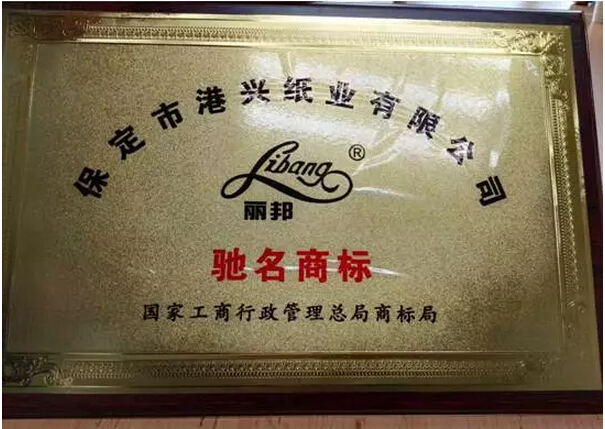 保定市港兴纸业有限公司
Libang®
丽邦
驰名商标
国家工商行政管理总局商标局